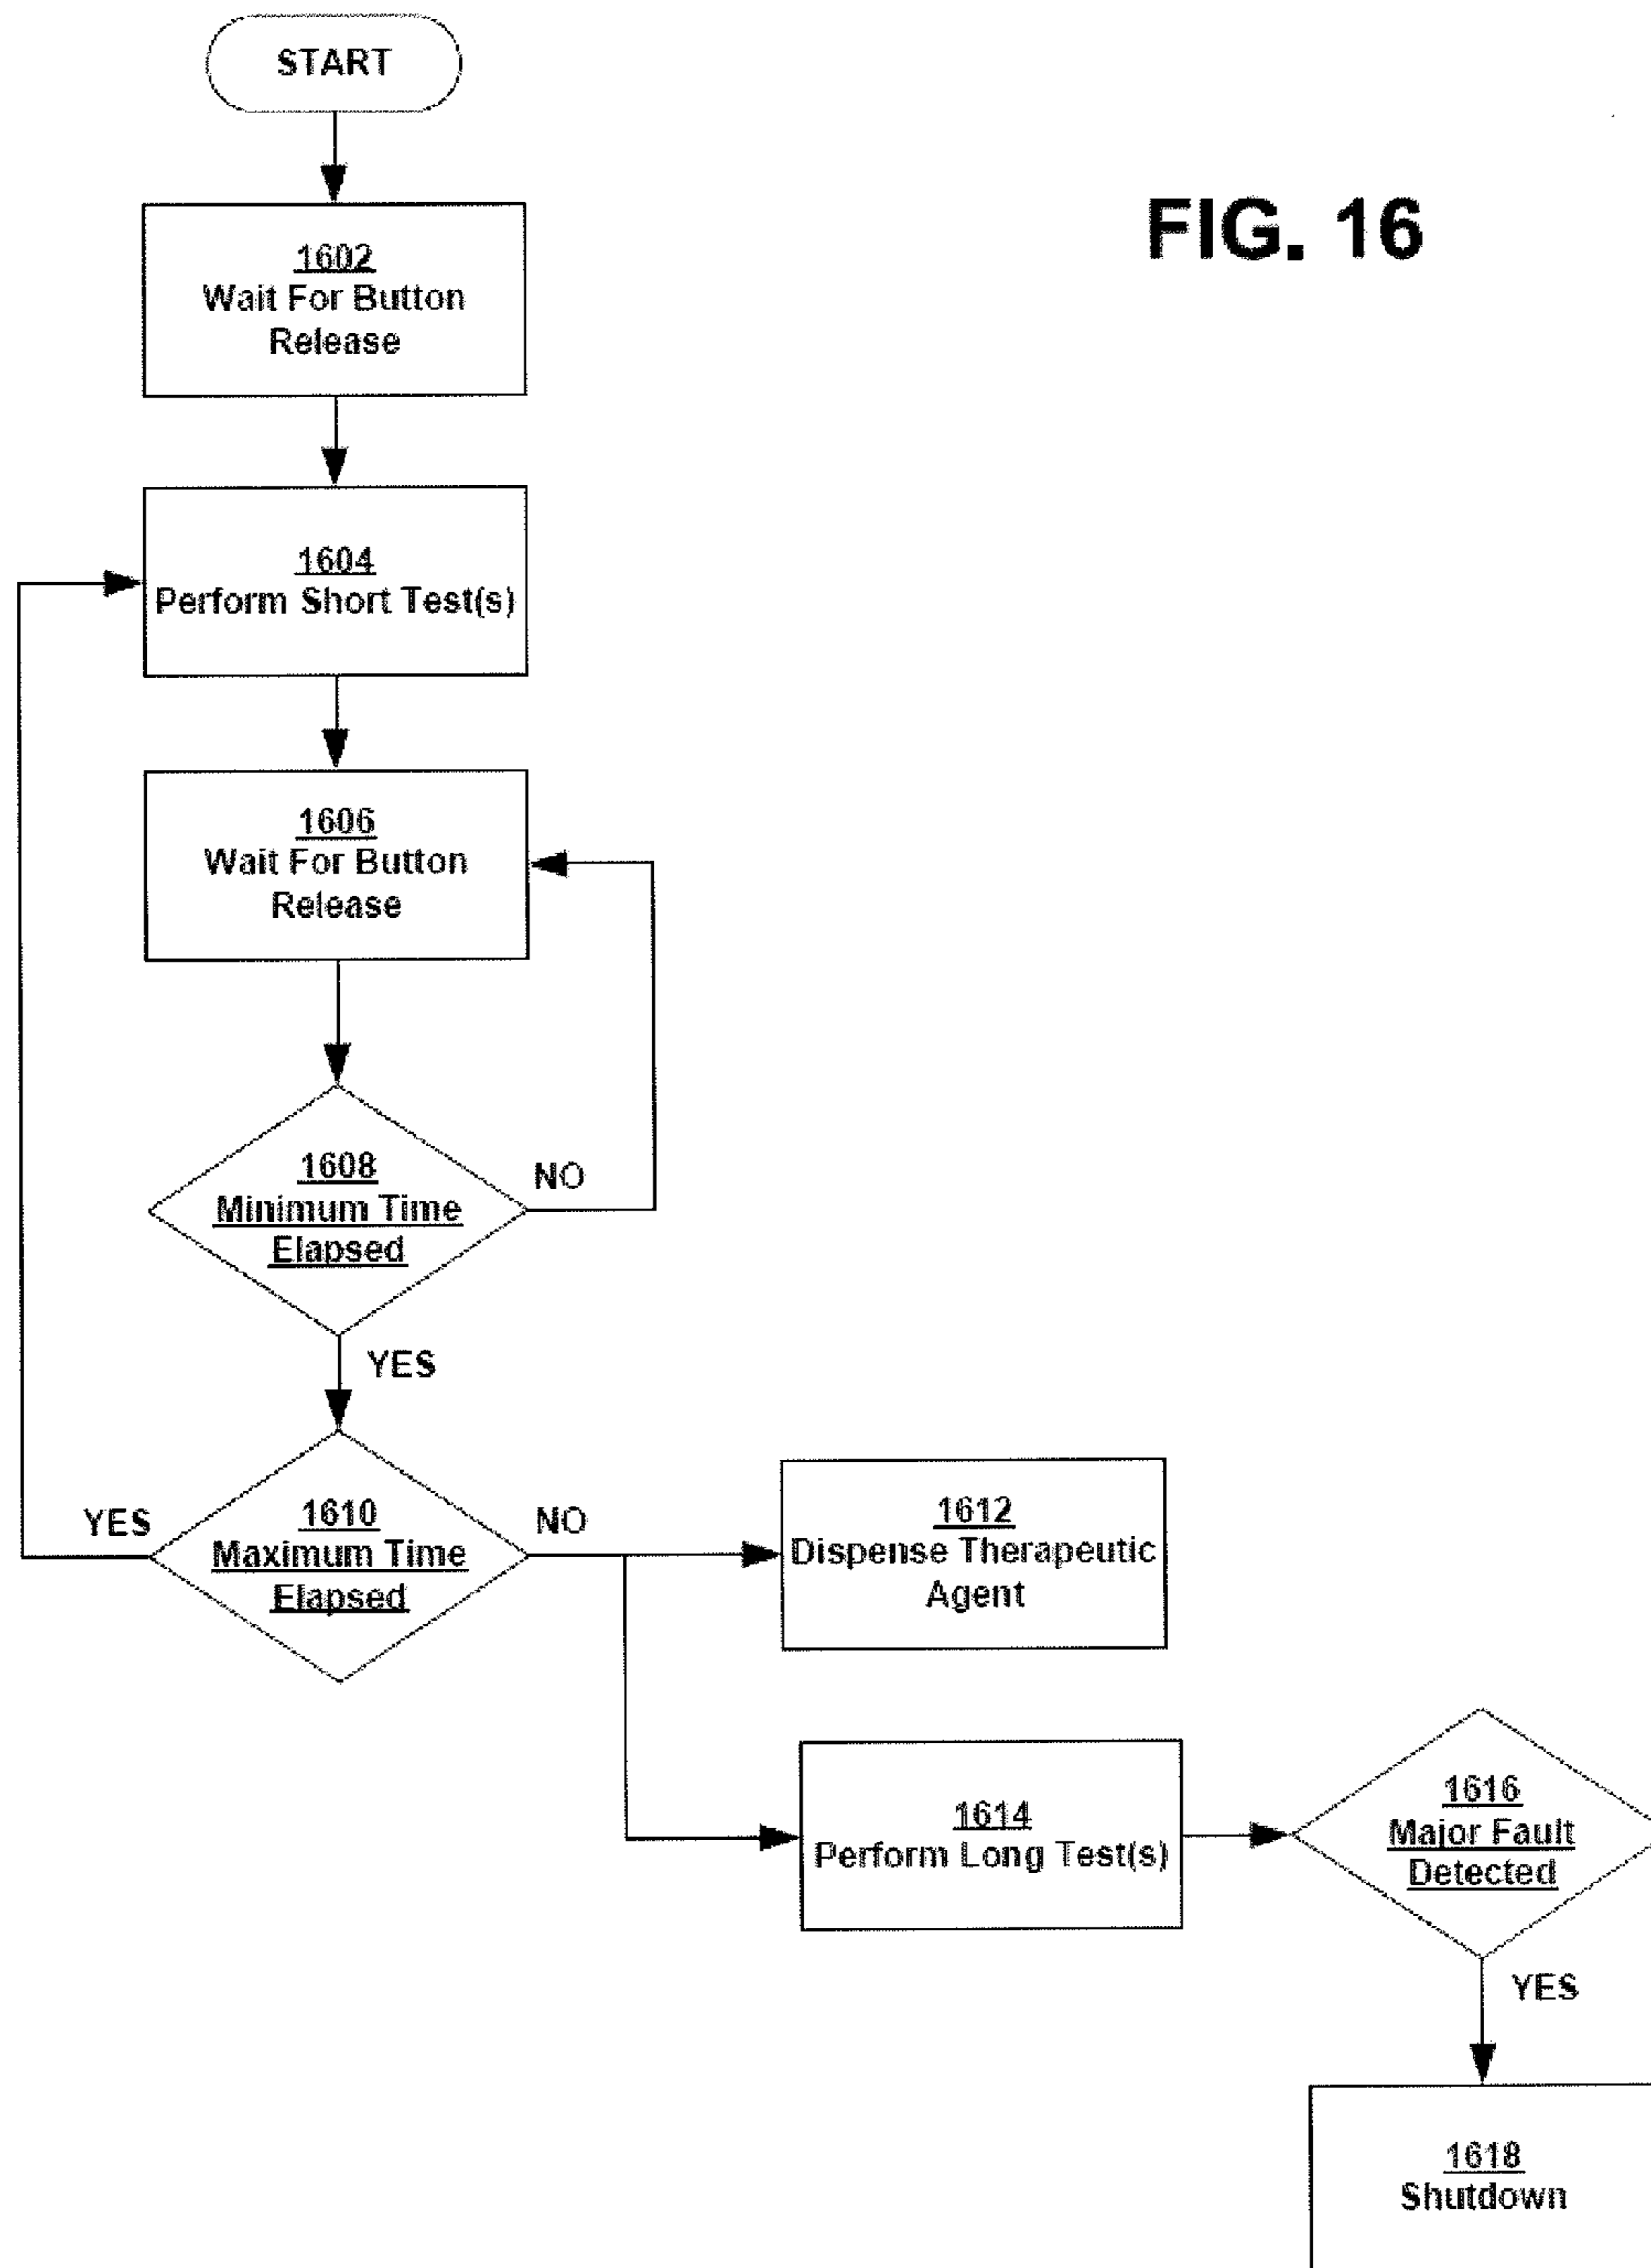 START
FIG. 16
1602
Wait For Button
Release
1604
Perform Short Test(s)
1606
Wait For Button
Release
1608
Minimum Time
Elapsed
NO
YES
1610
Maximum Time
Elapsed
YES
NO
1612
Dispense Therapeutic
Agent
1614
Perform Long Test(s)
1616
Major Fault
Detected
YES
1618
Shutdown